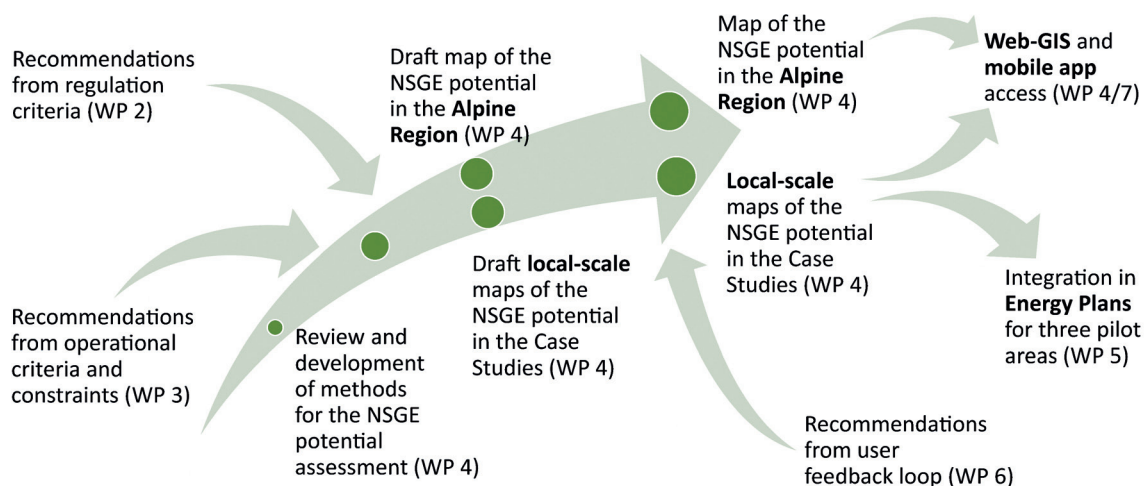 Recommendations
from regulation
criteria (WP 2)
Draft map of the
NSGE potential
in the Alpine
Region (WP 4)
Map of the
NSGE potential
in the Alpine
Region (WP 4)
Web-GIS and
mobile app
access (WP 4/7)
Recommendations
from operational
criteria and
constraints (WP 3)
Review and
development
of methods
for the NSGE
potential
assessment (WP 4)
Draft local-scale
maps of the
NSGE potential
in the Case
Studies (WP 4)
Local-scale
maps of the
NSGE potential
in the Case
Studies (WP 4)
Integration in
Energy Plans
for three pilot
areas (WP 5)
Recommendations
from user
feedback loop (WP 6)